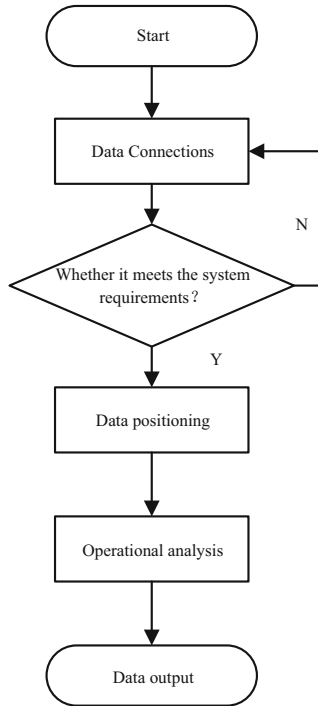 Start
Data Connections
N
Whether it meets the system
requirements？
Y
Data positioning
Operational analysis
Data output